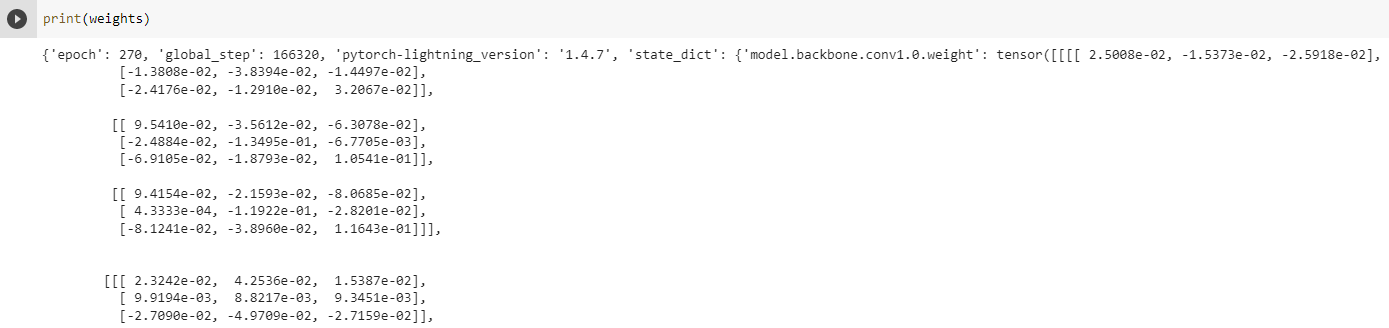 print(weights)
{'epoch': 270, 'global_step': 166320, 'pytorch-lightning_version': '1.4.7', 'state_dict': {'model.backbone.conv1.0.weight': tensor([[[[ 2.5008e-02, -1.5373e-02, -2.5918e-02],
[-1.3808e-02, -3.8394e-02, -1.4497e-02],
[-2.4176e-02, -1.2910e-02,  3.2067e-02]],
[[ 9.5410e-02, -3.5612e-02, -6.3078e-02],
[-2.4884e-02, -1.3495e-01, -6.7705e-03],
[-6.9105e-02, -1.8793e-02,  1.0541e-01]],
[[ 9.4154e-02, -2.1593e-02, -8.0685e-02],
[ 4.3333e-04, -1.1922e-01, -2.8201e-02],
[-8.1241e-02, -3.8960e-02,  1.1643e-01]]],
[[[ 2.3242e-02,  4.2536e-02,  1.5387e-02],
[ 9.9194e-03,  8.8217e-03,  9.3451e-03],
[-2.7090e-02, -4.9709e-02, -2.7159e-02]],